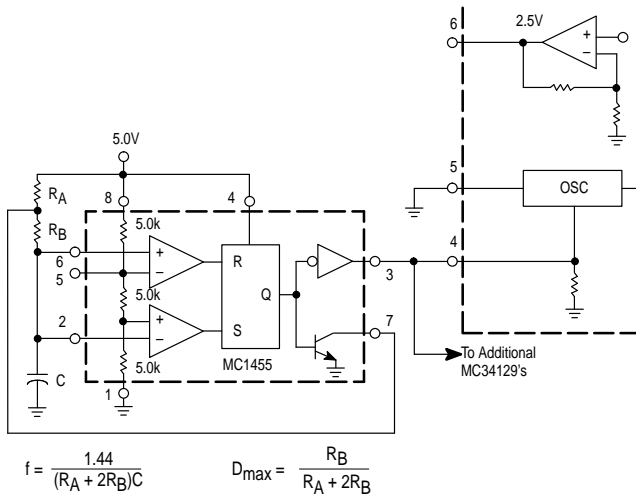 6
2.5V
+
−
5.0V
R_A
8
4
5
OSC
R_B
5.0k
6
+
−
R
4
5
5.0k
Q
3
2
+
−
S
7
5.0k
MC1455
C
1
To Additional
MC34129's
f = 1.44 / (R_A + 2R_B)C
D_max = R_B / R_A + 2R_B